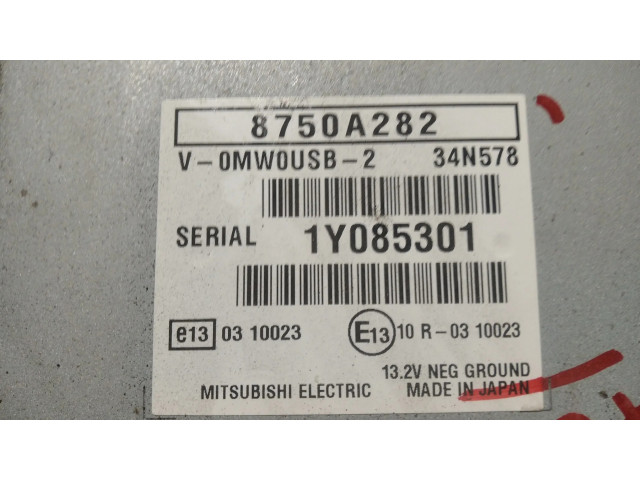 8750A282
V-0MW0USB-2 34N578
SERIAL 1Y085301
e13 03 10023 E13 10 R-03 10023
13.2V NEG GROUND
MITSUBISHI ELECTRIC MADE IN JAPAN